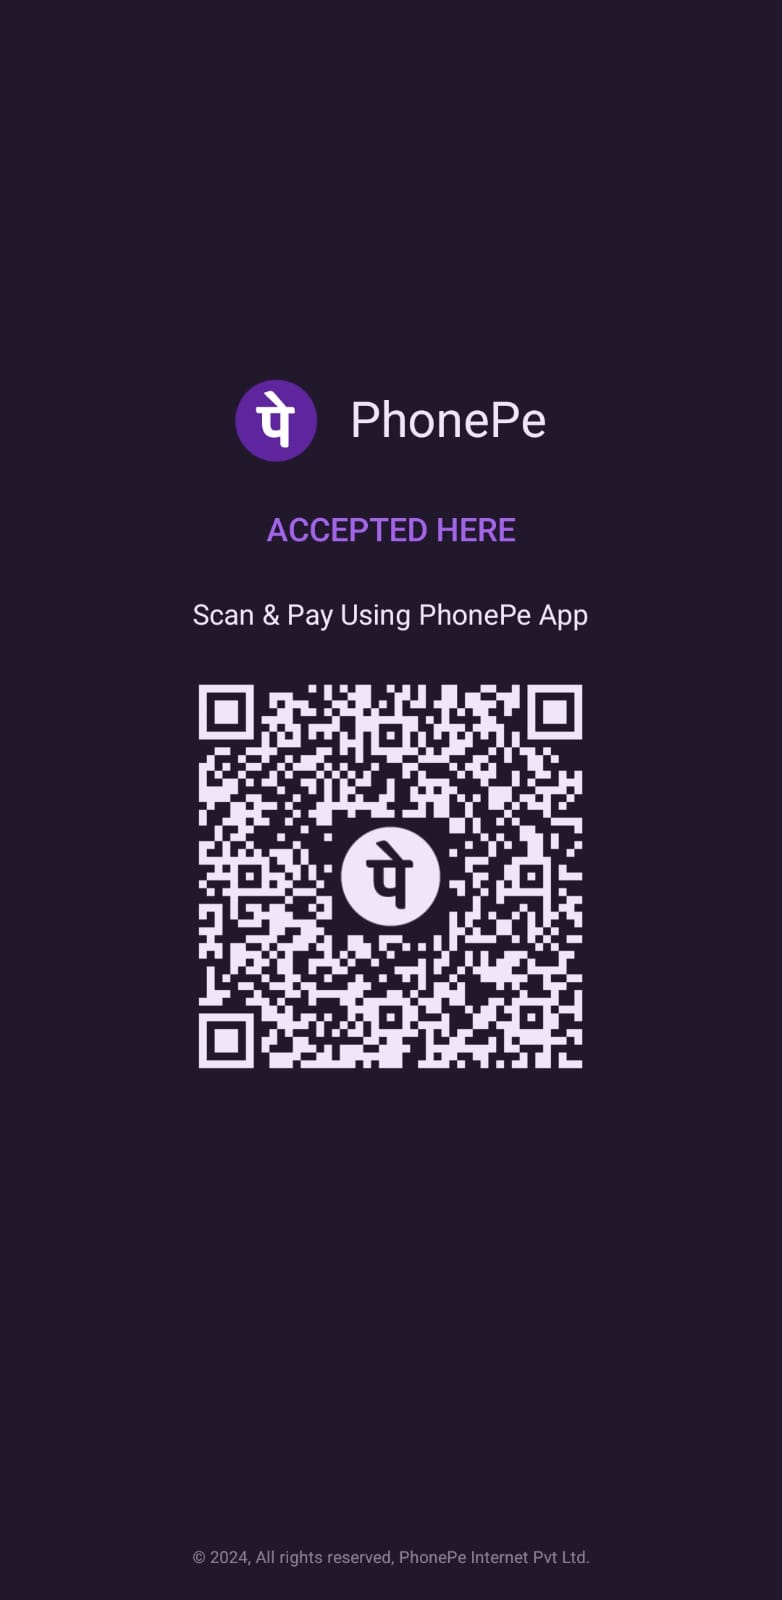 पे PhonePe
ACCEPTED HERE
Scan & Pay Using PhonePe App
पे
© 2024, All rights reserved, PhonePe Internet Pvt Ltd.